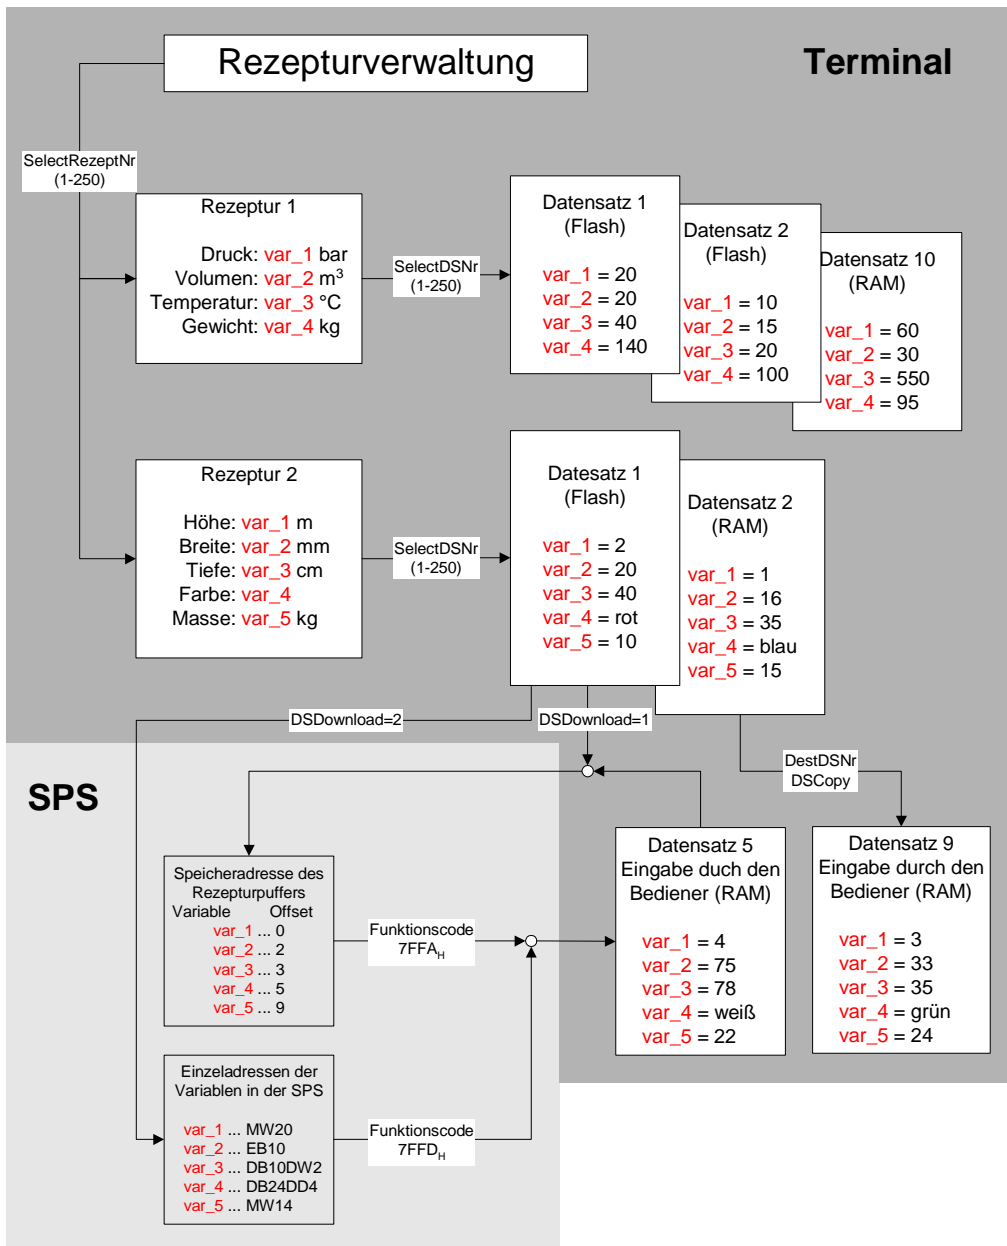 Rezepturverwaltung
Terminal
SelectRezeptNr
(1-250)
Rezeptur 1
Druck: var_1 bar
Volumen: var_2 m³
Temperatur: var_3 °C
Gewicht: var_4 kg
SelectDSNr
(1-250)
Datensatz 1
(Flash)
var_1 = 20
var_2 = 20
var_3 = 40
var_4 = 140
Datensatz 2
(Flash)
var_1 = 10
var_2 = 15
var_3 = 20
var_4 = 100
Datensatz 10
(RAM)
var_1 = 60
var_2 = 30
var_3 = 550
var_4 = 95
Rezeptur 2
Höhe: var_1 m
Breite: var_2 mm
Tiefe: var_3 cm
Farbe: var_4
Masse: var_5 kg
SelectDSNr
(1-250)
Datesatz 1
(Flash)
var_1 = 2
var_2 = 20
var_3 = 40
var_4 = rot
var_5 = 10
Datensatz 2
(RAM)
var_1 = 1
var_2 = 16
var_3 = 35
var_4 = blau
var_5 = 15
DSDownload=2
DSDownload=1
DestDSNr
DSCopy
SPS
Speicheradresse des
Rezepturpuffers
Variable Offset
var_1 ... 0
var_2 ... 2
var_3 ... 3
var_4 ... 5
var_5 ... 9
Funktionscode
7FFA_H
Datensatz 5
Eingabe duch den
Bediener (RAM)
var_1 = 4
var_2 = 75
var_3 = 78
var_4 = weiß
var_5 = 22
Datensatz 9
Eingabe durch den
Bediener (RAM)
var_1 = 3
var_2 = 33
var_3 = 35
var_4 = grün
var_5 = 24
Einzeladressen der
Variablen in der SPS
var_1 ... MW20
var_2 ... EB10
var_3 ... DB10DW2
var_4 ... DB24DD4
var_5 ... MW14
Funktionscode
7FFD_H